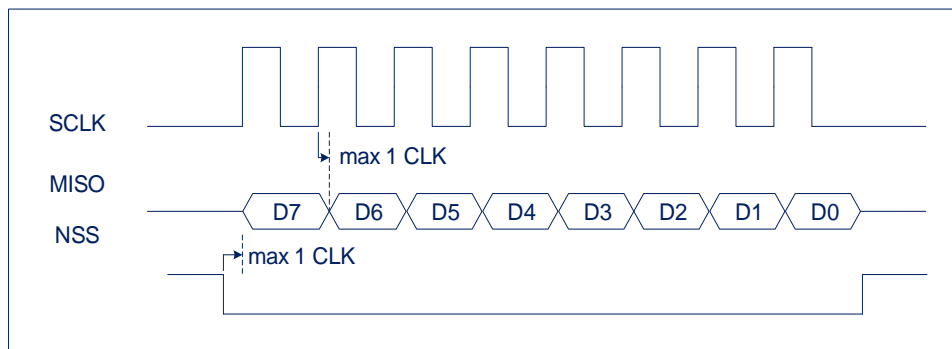 SCLK
max 1 CLK
MISO
D7 D6 D5 D4 D3 D2 D1 D0
NSS
max 1 CLK